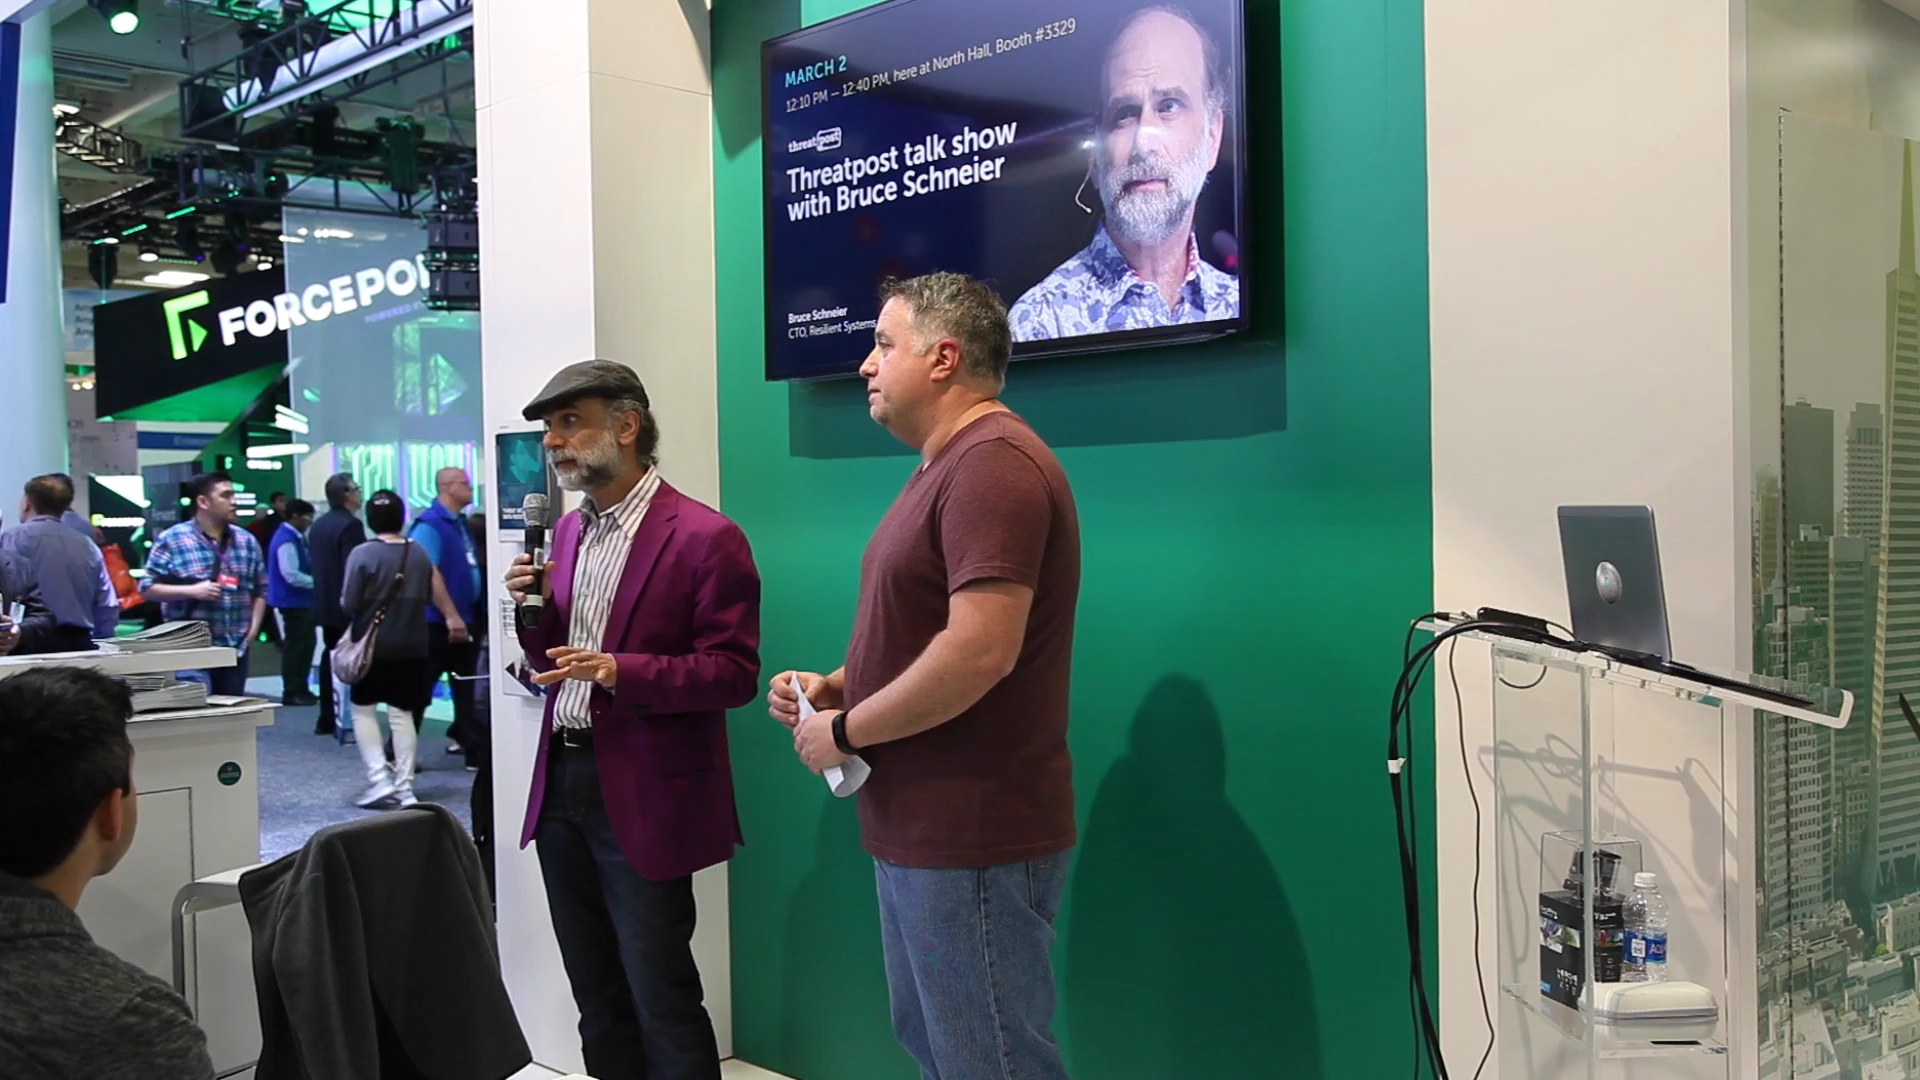 MARCH 2
12:10 PM – 12:40 PM, here at North Hall, Booth #3329
threatpost
Threatpost talk show
with Bruce Schneier
Bruce Schneier
CTO, Resilient Systems
FORCEPOI
POWERED